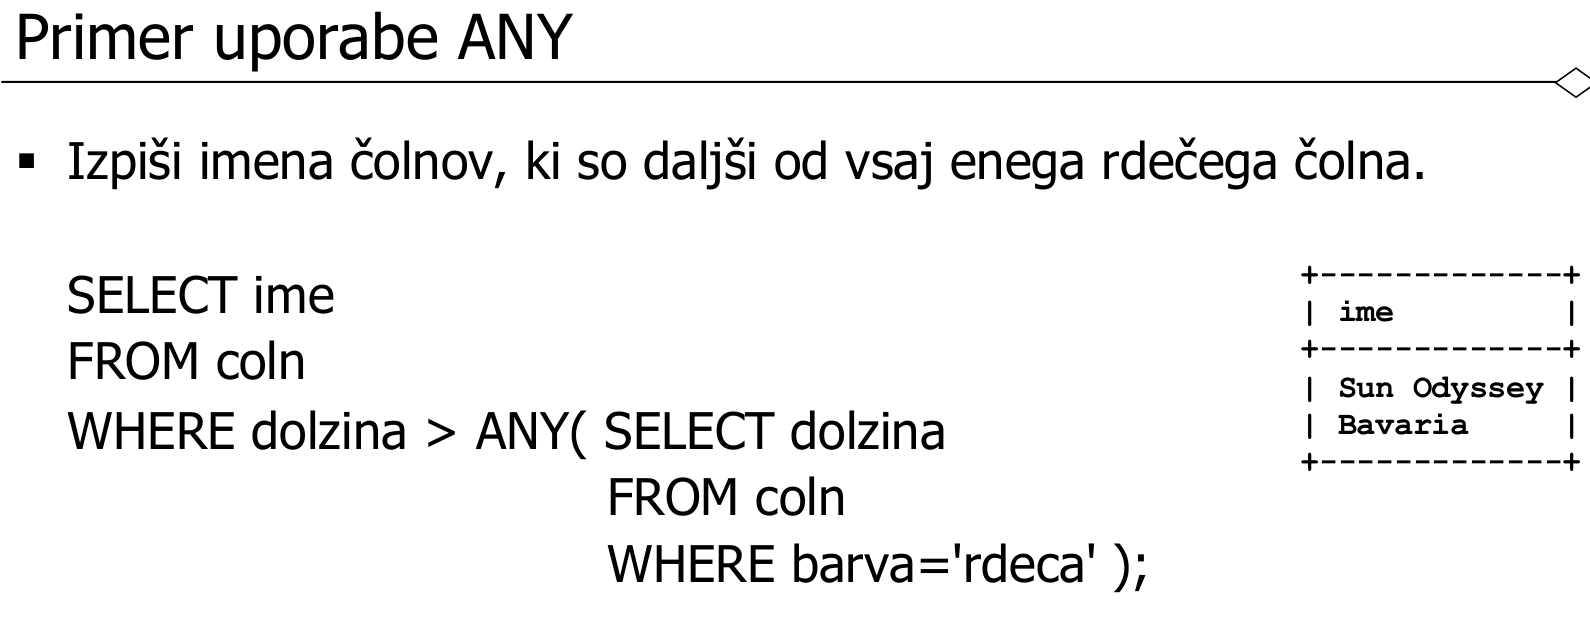 Primer uporabe ANY
▪ Izpiši imena čolnov, ki so daljši od vsaj enega rdečega čolna.
SELECT ime
FROM coln
WHERE dolzina > ANY( SELECT dolzina
FROM coln
WHERE barva='rdeca' );
+-------------+
| ime         |
+-------------+
| Sun Odyssey |
| Bavaria     |
+-------------+